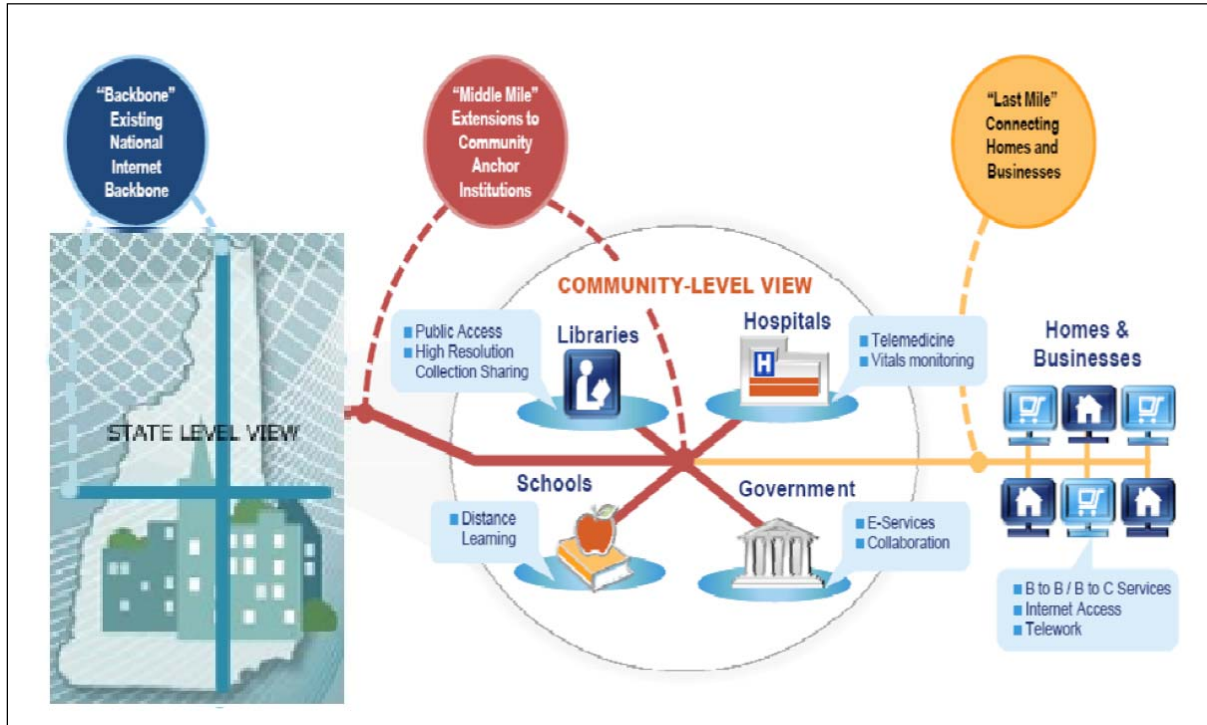 “Backbone”
Existing
National
Internet
Backbone
“Middle Mile”
Extensions to
Community
Anchor
Institutions
“Last Mile”
Connecting
Homes and
Businesses
STATE LEVEL VIEW
COMMUNITY-LEVEL VIEW
Public Access
High Resolution
Collection Sharing
Libraries
Hospitals
H
Telemedicine
Vitals monitoring
Schools
Distance
Learning
Government
E-Services
Collaboration
Homes &
Businesses
B to B / B to C Services
Internet Access
Telework